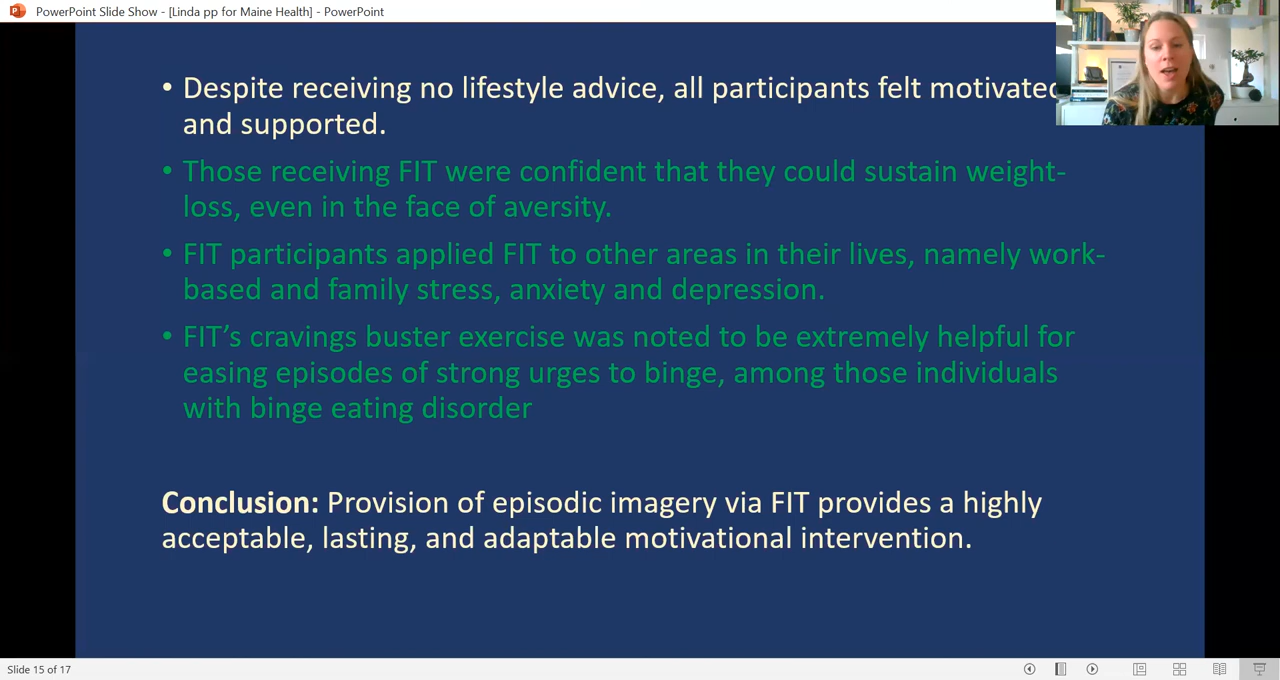 PowerPoint Slide Show - [Linda pp for Maine Health] - PowerPoint
• Despite receiving no lifestyle advice, all participants felt motivated
and supported.
• Those receiving FIT were confident that they could sustain weight-
loss, even in the face of aversity.
• FIT participants applied FIT to other areas in their lives, namely work-
based and family stress, anxiety and depression.
• FIT's cravings buster exercise was noted to be extremely helpful for
easing episodes of strong urges to binge, among those individuals
with binge eating disorder
Conclusion: Provision of episodic imagery via FIT provides a highly
acceptable, lasting, and adaptable motivational intervention.
Slide 15 of 17